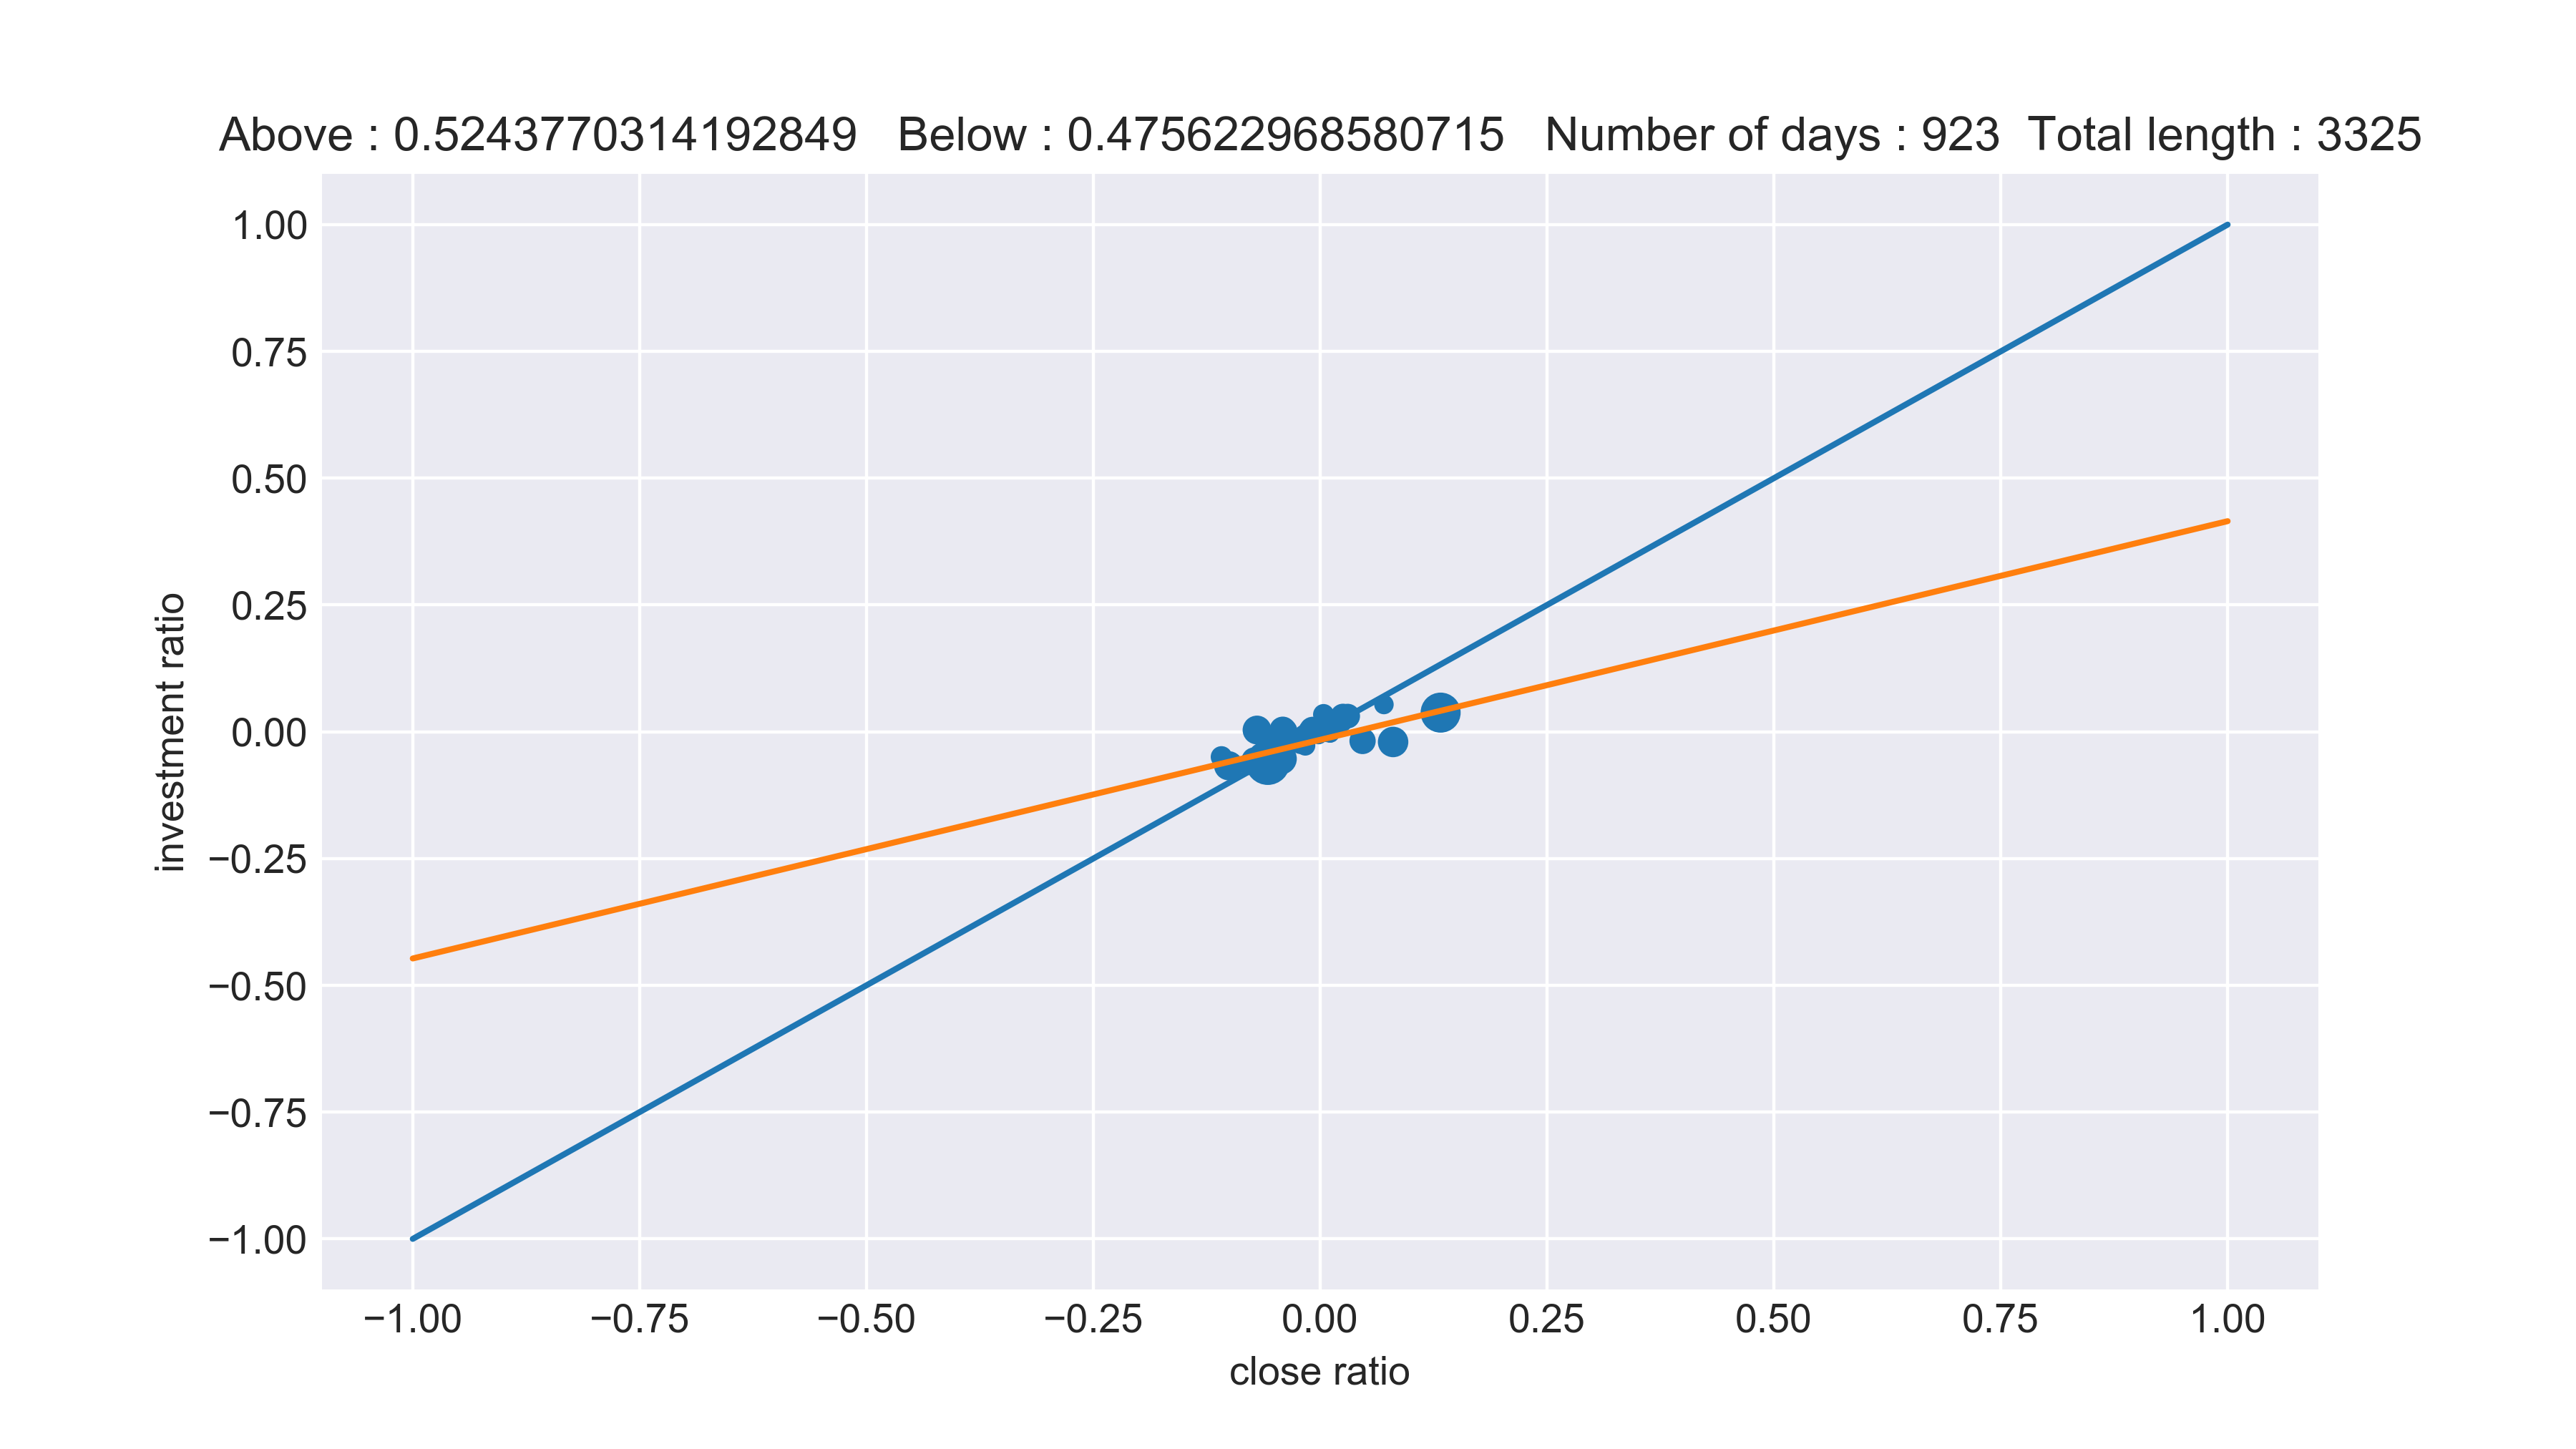 Above : 0.5243770314192849   Below : 0.475622968580715   Number of days : 923  Total length : 3325
1.00
0.75
0.50
0.25
0.00
−0.25
−0.50
−0.75
−1.00
investment ratio
−1.00 −0.75 −0.50 −0.25 0.00 0.25 0.50 0.75 1.00
close ratio